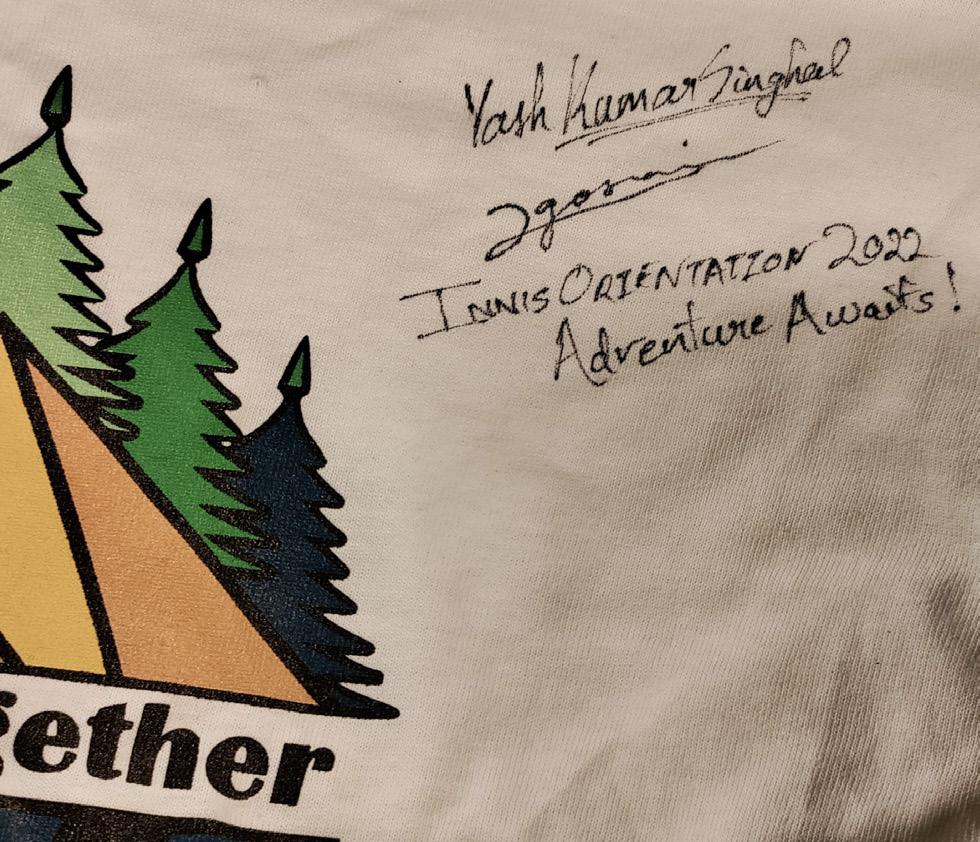 Yash Kumar Singhal
INNIS ORIENTATION 2022
Adventure Awaits!
gether